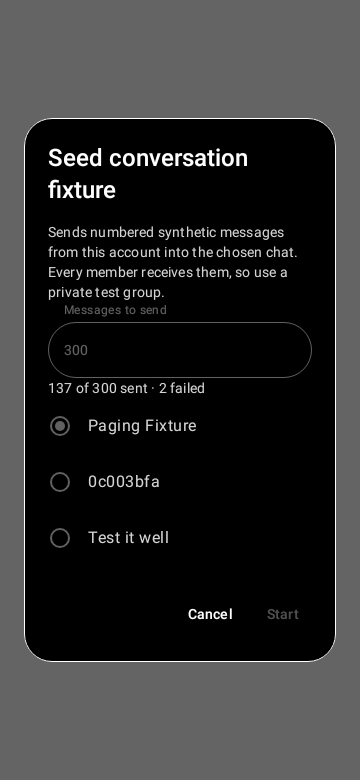 Seed conversation
fixture
Sends numbered synthetic messages
from this account into the chosen chat.
Every member receives them, so use a
private test group.
Messages to send
300
137 of 300 sent · 2 failed
Paging Fixture
0c003bfa
Test it well
Cancel
Start